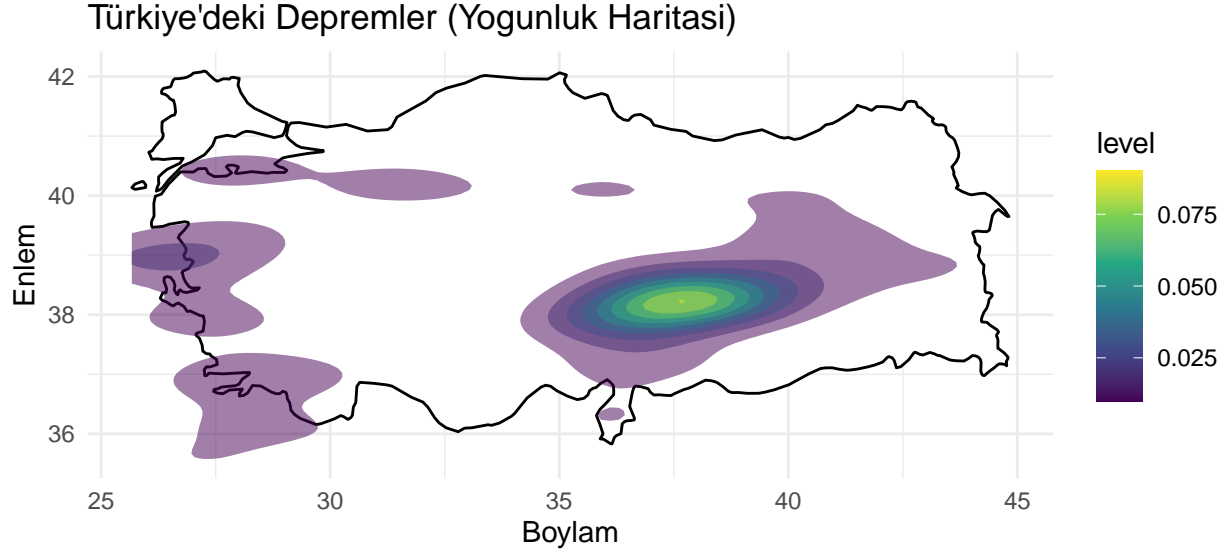 Türkiye'deki Depremler (Yogunluk Haritasi)
42
40
38
36
Enlem
25 30 35 40 45
Boylam
level
0.075
0.050
0.025